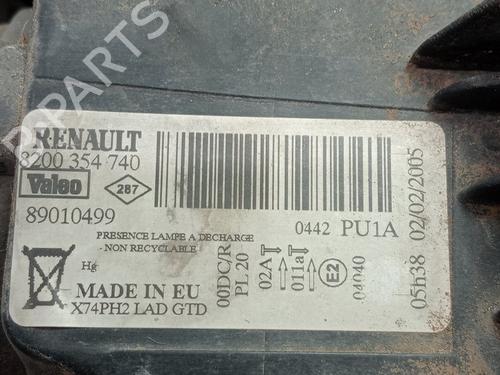 B-PARTS
RENAULT
8200 354 740
Valeo
287
89010499
0442 PU1A
PRESENCE LAMPE A DECHARGE
- NON RECYCLABLE -
Hg
MADE IN EU
X74PH2 LAD GTD
00DC/R
PL 20
02A
011a
E2
04040
05h38 02/02/2005